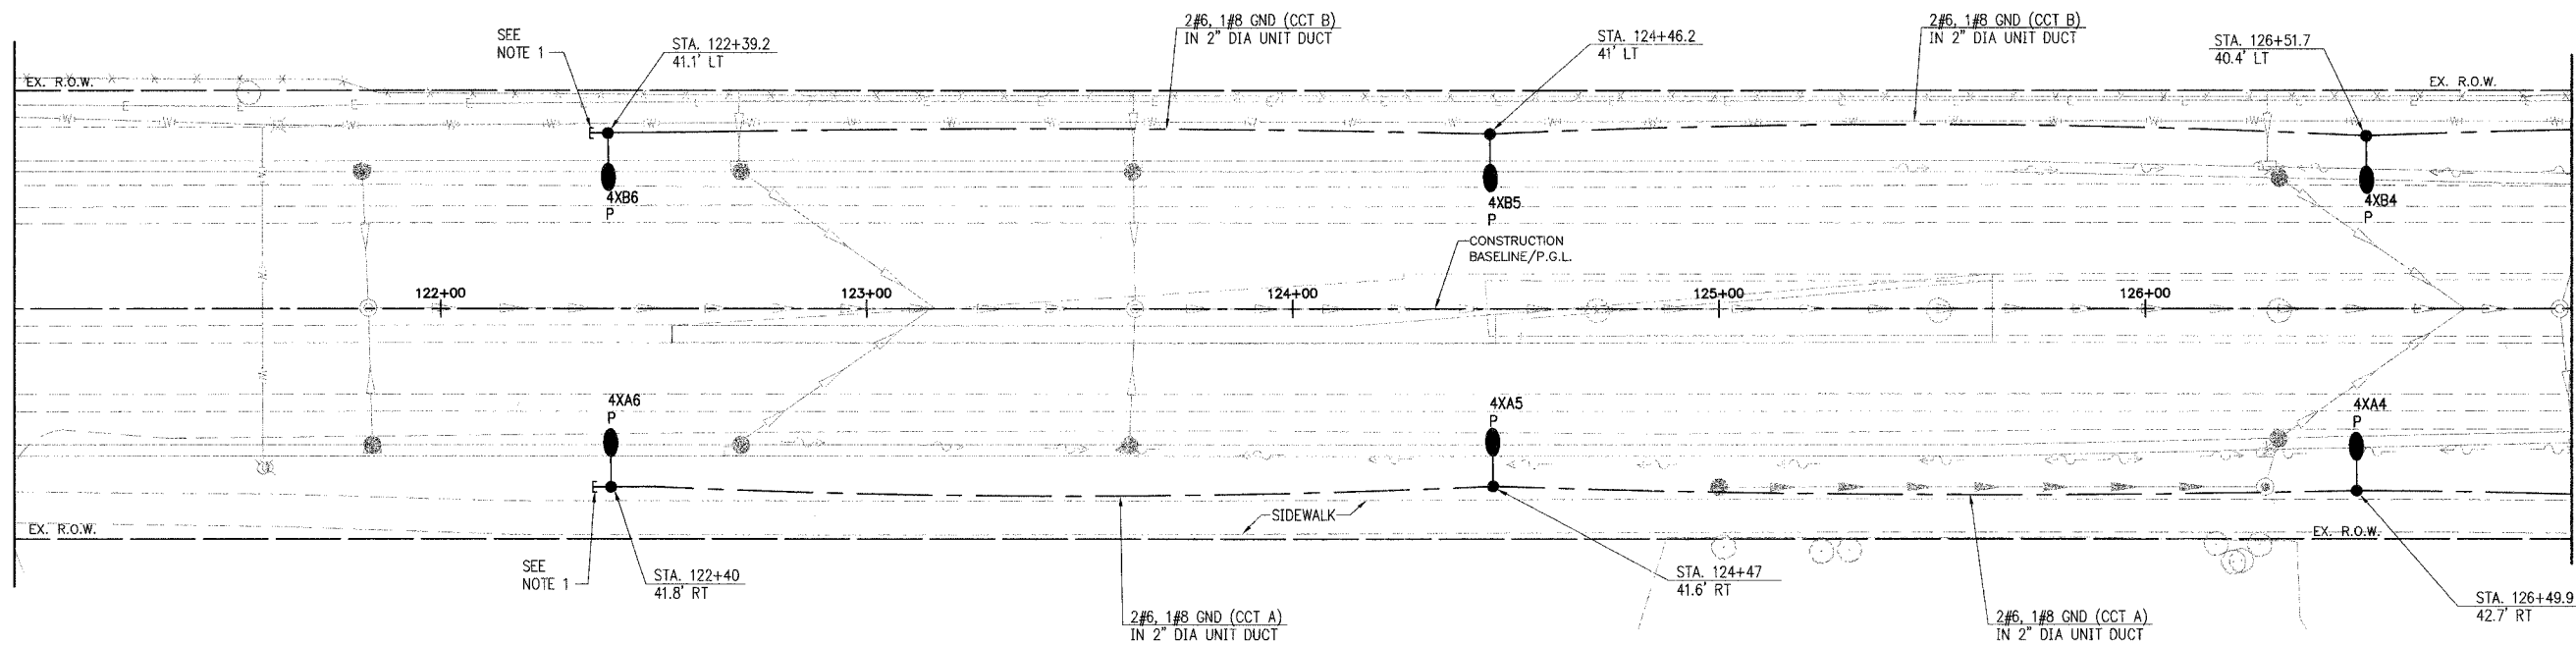 2#6, 1#8 GND (CCT B)
IN 2" DIA UNIT DUCT
2#6, 1#8 GND (CCT B)
IN 2" DIA UNIT DUCT
SEE
NOTE 1
STA. 122+39.2
41.1' LT
STA. 124+46.2
41' LT
STA. 126+51.7
40.4' LT
EX. R.O.W.
EX. R.O.W.
4XB6
P
4XB5
P
4XB4
P
CONSTRUCTION
BASELINE/P.G.L.
122+00
123+00
124+00
125+00
126+00
4XA6
P
4XA5
P
4XA4
P
SIDEWALK
EX. R.O.W.
EX. R.O.W.
SEE
NOTE 1
STA. 122+40
41.8' RT
STA. 124+47
41.6' RT
STA. 126+49.9
42.7' RT
2#6, 1#8 GND (CCT A)
IN 2" DIA UNIT DUCT
2#6, 1#8 GND (CCT A)
IN 2" DIA UNIT DUCT